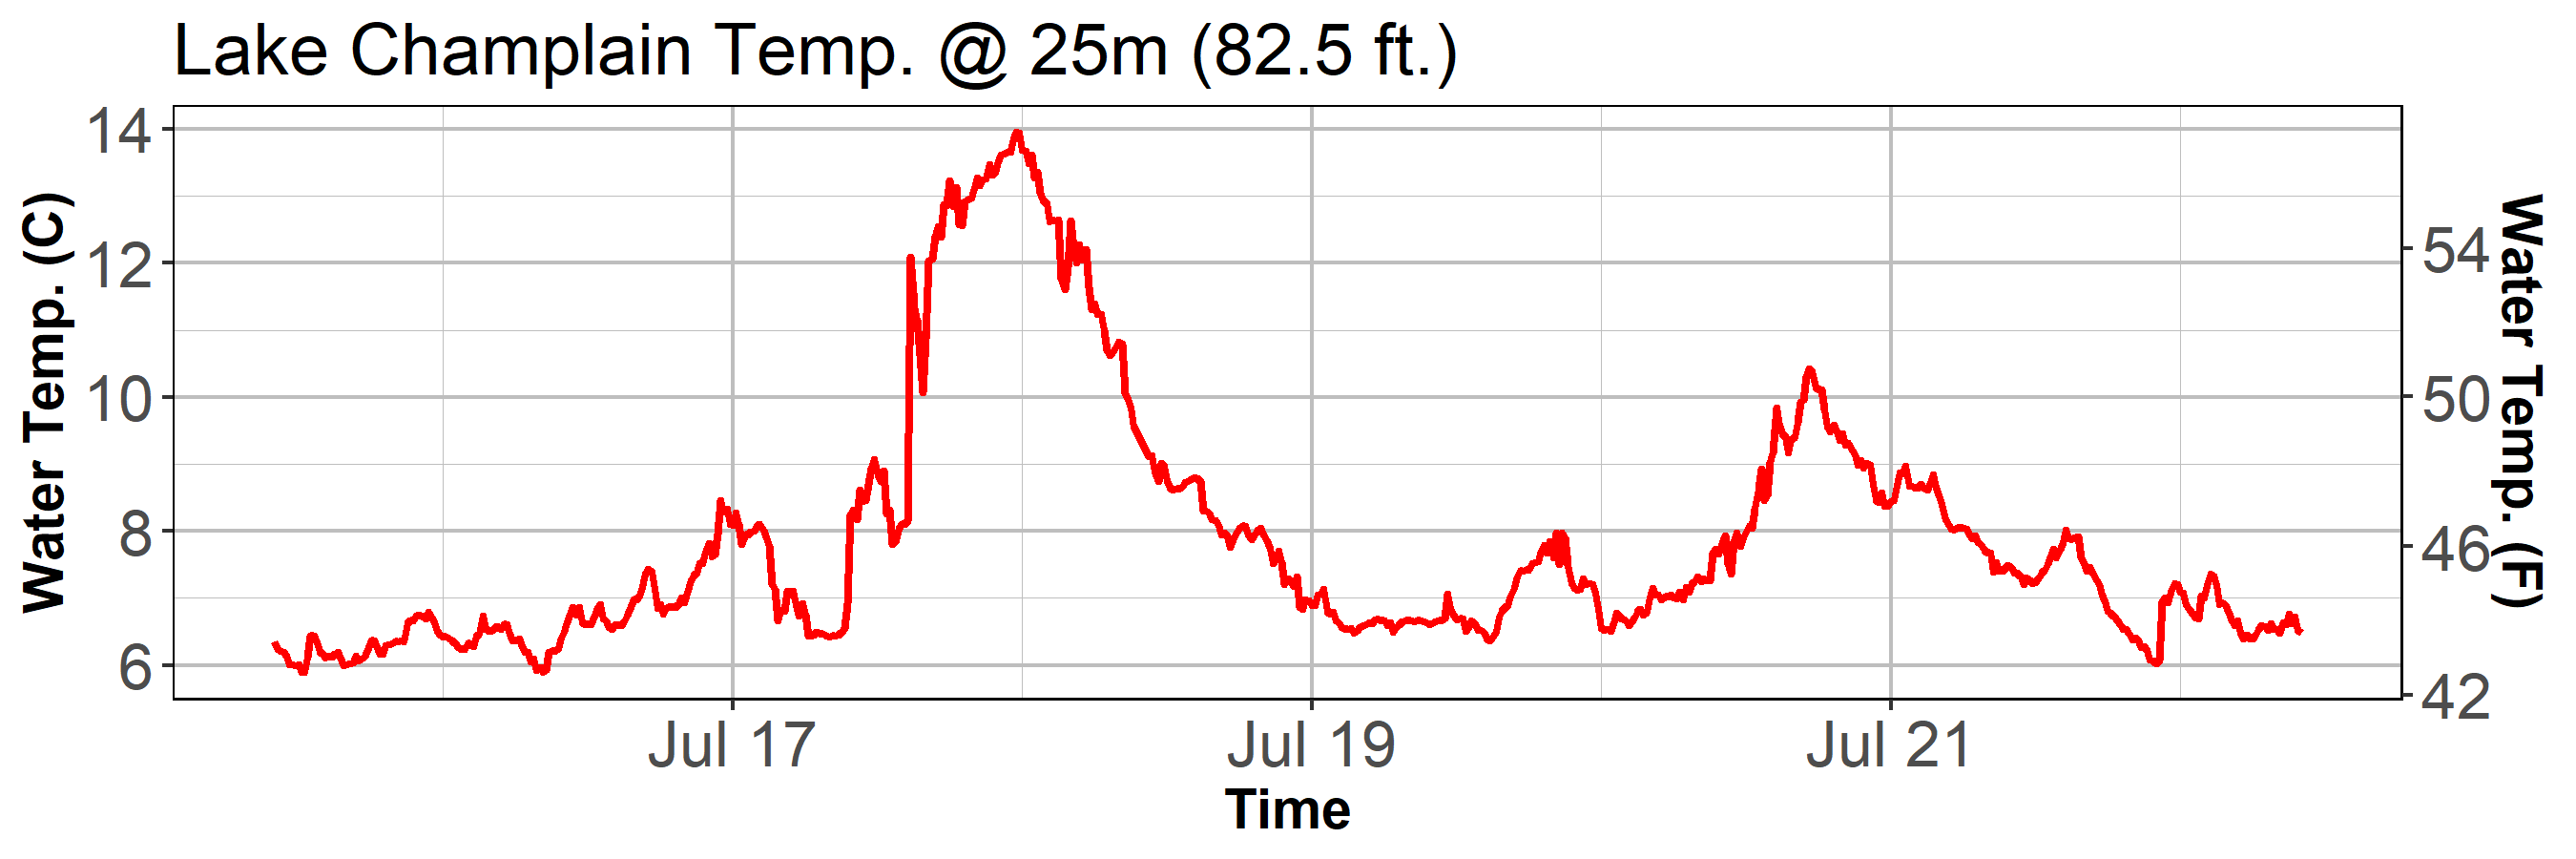 Lake Champlain Temp. @ 25m (82.5 ft.)
Water Temp. (C)
14
12
10
8
6
54
50
46
42
Water Temp. (F)
Jul 17
Jul 19
Jul 21
Time